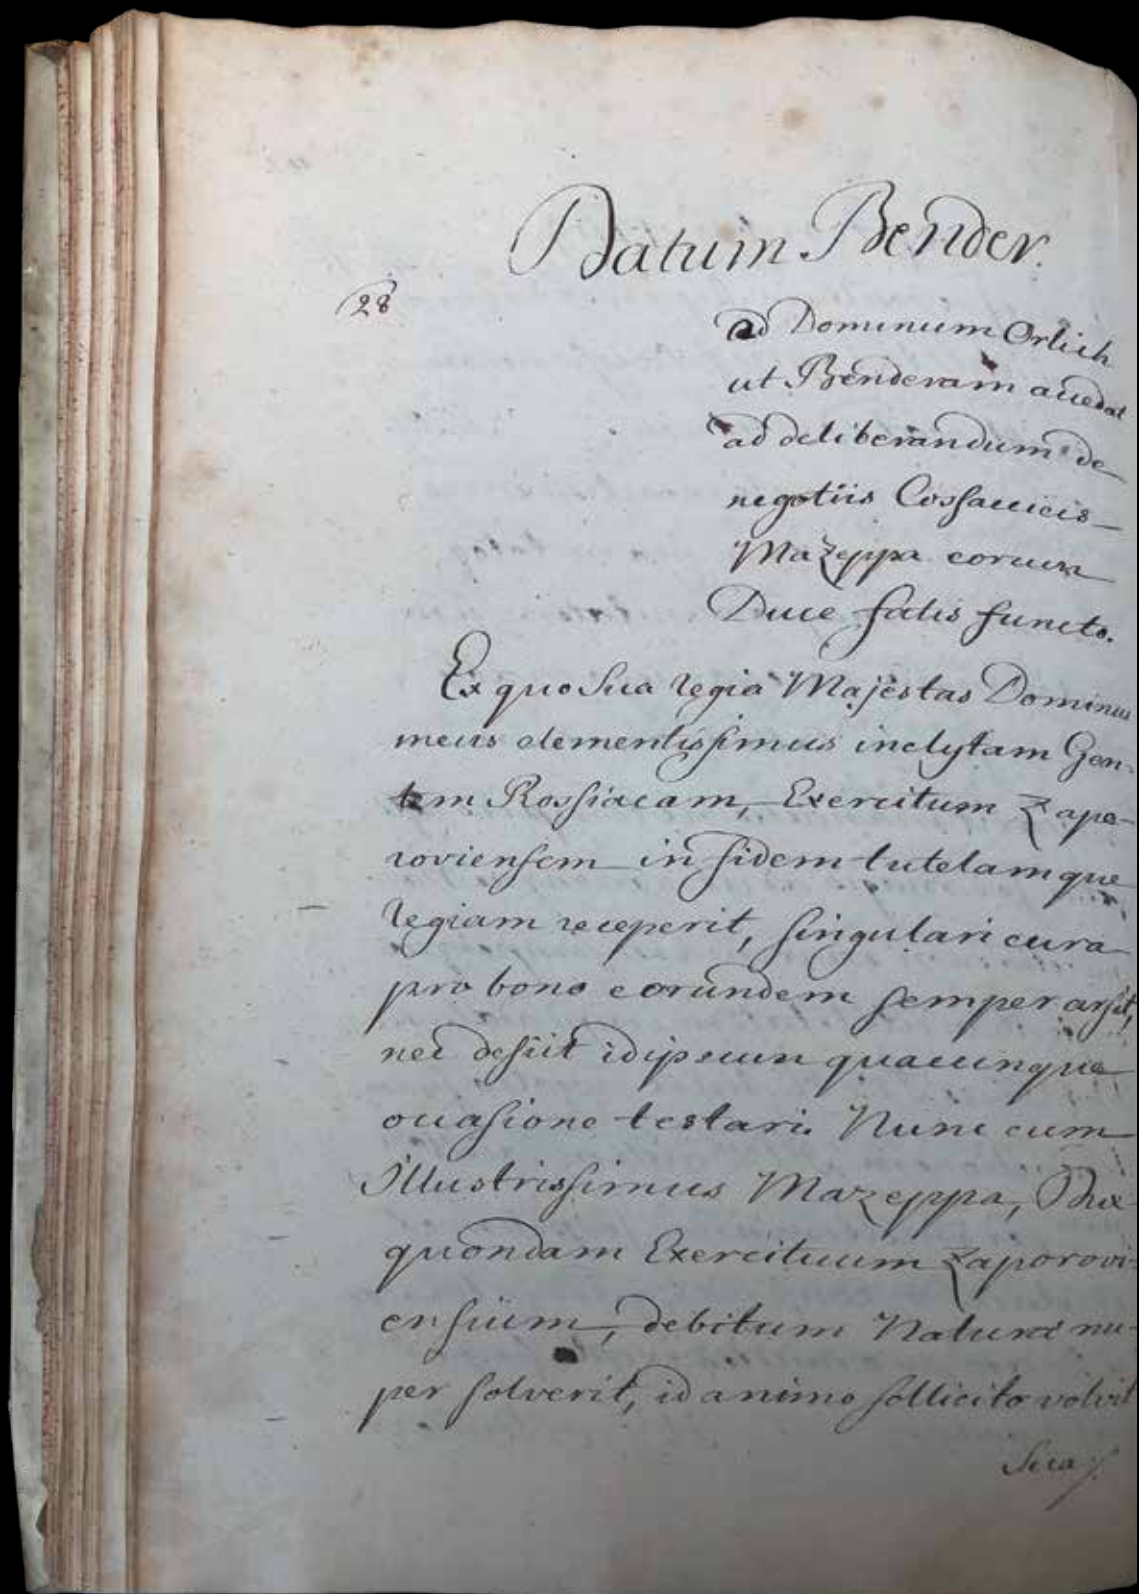 Datum Bender.
28
ad Dominum Orlich
ut Benderam accedat
ad deliberandum de
negotiis Cossaccicis
Mazeppa eorum
Duce fatis functo.
Ex quo Sua regia Majestas Dominus
meus clementissimus inclytam Gen-
tem Rossiacam, Exercitum Zapo-
roviensem in fidem tutelamque
regiam receperit, singulari cura
pro bono eorundem semper arsit,
nec desiit idipsum quacunque
occasione testari. Nunc cum
Illustrissimus Mazeppa, Dux
quondam Exercituum Zaporovi-
ensium, debitum Naturæ nu-
per solverit, id animo sollicito volvit
Sua